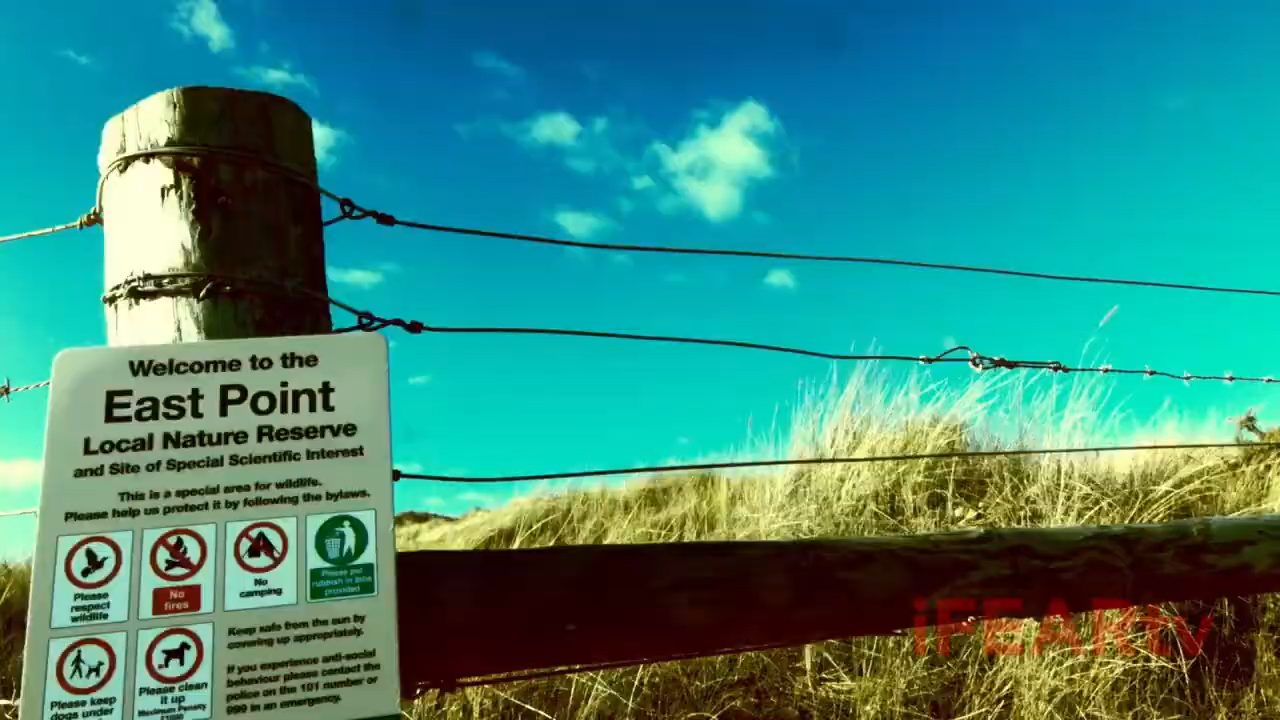 Welcome to the
East Point
Local Nature Reserve
and Site of Special Scientific Interest
This is a special area for wildlife.
Please help us protect it by following the bylaws.
Please
respect
wildlife
No
fires
No
camping
Please put
rubbish in bins
provided
Please keep
dogs under
Please clean
it up
Maximum Penalty
£1000
Keep safe from the sun by
covering up appropriately.
If you experience anti-social
behaviour please contact the
police on the 101 number or
999 in an emergency.
iFEARtv